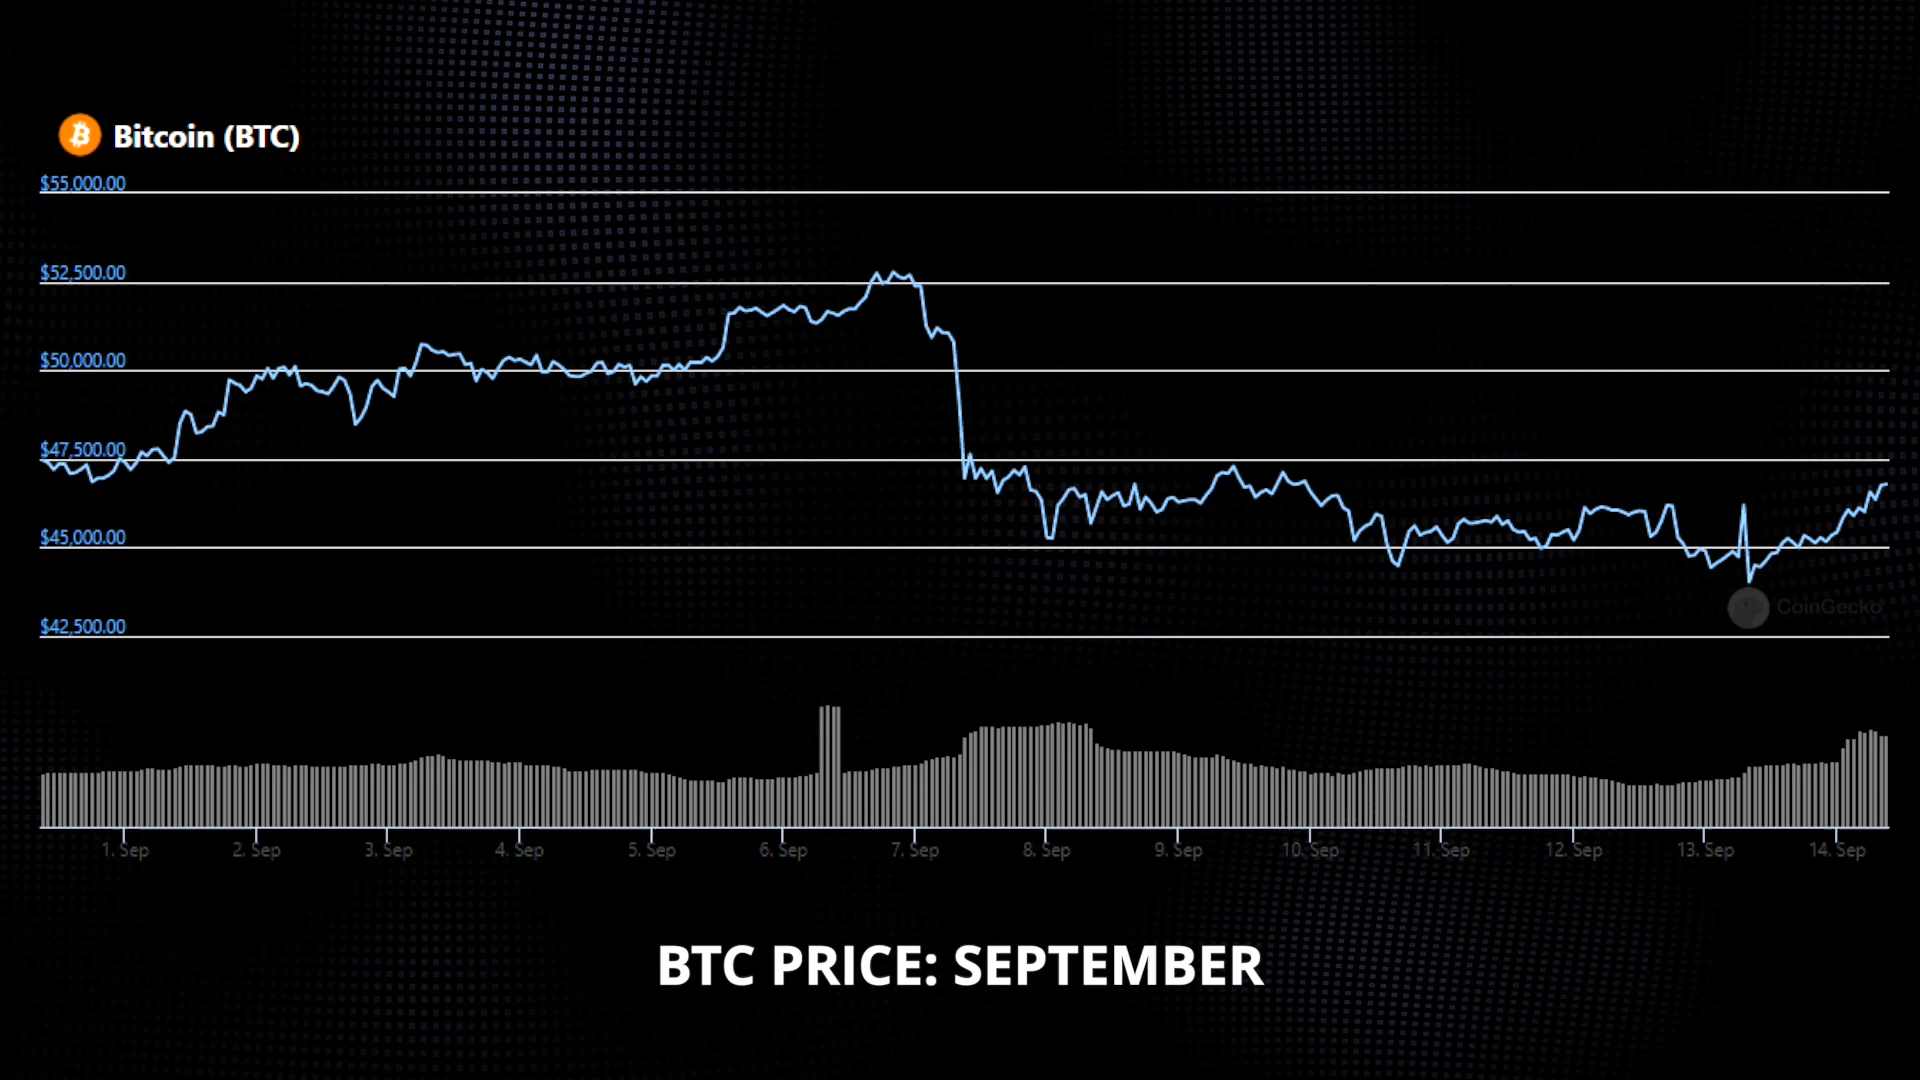 Bitcoin (BTC)
$55,000.00
$52,500.00
$50,000.00
$47,500.00
$45,000.00
$42,500.00
CoinGecko
1. Sep 2. Sep 3. Sep 4. Sep 5. Sep 6. Sep 7. Sep 8. Sep 9. Sep 10. Sep 11. Sep 12. Sep 13. Sep 14. Sep
BTC PRICE: SEPTEMBER